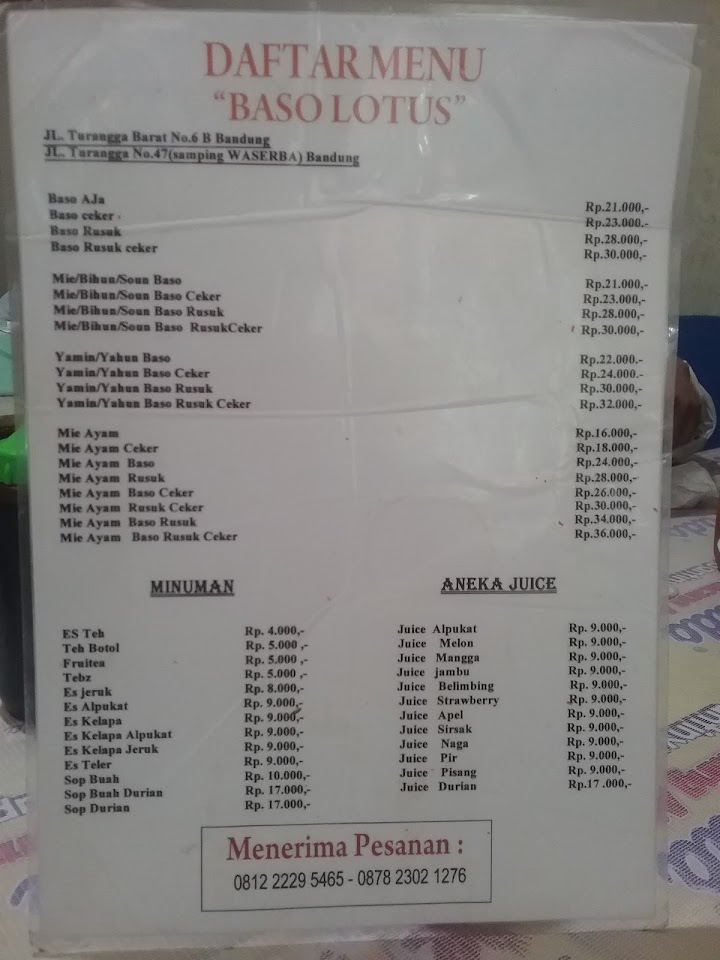 DAFTAR MENU
“BASO LOTUS”
JL. Turangga Barat No.6 B Bandung
JL. Turangga No.47(samping WASERBA) Bandung
Baso AJa Rp.21.000,-
Baso ceker Rp.23.000.-
Baso Rusuk Rp.28.000,-
Baso Rusuk ceker Rp.30.000,-
Mie/Bihun/Soun Baso Rp.21.000,-
Mie/Bihun/Soun Baso Ceker Rp.23.000,-
Mie/Bihun/Soun Baso Rusuk Rp.28.000,-
Mie/Bihun/Soun Baso RusukCeker Rp.30.000,-
Yamin/Yahun Baso Rp.22.000.-
Yamin/Yahun Baso Ceker Rp.24.000.-
Yamin/Yahun Baso Rusuk Rp.30.000,-
Yamin/Yahun Baso Rusuk Ceker Rp.32.000,-
Mie Ayam Rp.16.000,-
Mie Ayam Ceker Rp.18.000,-
Mie Ayam Baso Rp.24.000,-
Mie Ayam Rusuk Rp.28.000,-
Mie Ayam Baso Ceker Rp.26.000,-
Mie Ayam Rusuk Ceker Rp.30.000,-
Mie Ayam Baso Rusuk Rp.34.000,-
Mie Ayam Baso Rusuk Ceker Rp.36.000,-
MINUMAN
ES Teh Rp. 4.000,-
Teh Botol Rp. 5.000 ,-
Fruitea Rp. 5.000 ,-
Tebz Rp. 5.000 ,-
Es jeruk Rp. 8.000,-
Es Alpukat Rp. 9.000,-
Es Kelapa Rp. 9.000,-
Es Kelapa Alpukat Rp. 9.000,-
Es Kelapa Jeruk Rp. 9.000,-
Es Teler Rp. 9.000,-
Sop Buah Rp. 10.000,-
Sop Buah Durian Rp. 17.000,-
Sop Durian Rp. 17.000,-
ANEKA JUICE
Juice Alpukat Rp. 9.000,-
Juice Melon Rp. 9.000,-
Juice Mangga Rp. 9.000,-
Juice jambu Rp. 9.000,-
Juice Belimbing Rp. 9.000,-
Juice Strawberry Rp. 9.000,-
Juice Apel Rp. 9.000,-
Juice Sirsak Rp. 9.000,-
Juice Naga Rp. 9.000,-
Juice Pir Rp. 9.000,-
Juice Pisang Rp. 9.000,-
Juice Durian Rp.17 .000,-
Menerima Pesanan :
0812 2229 5465 - 0878 2302 1276